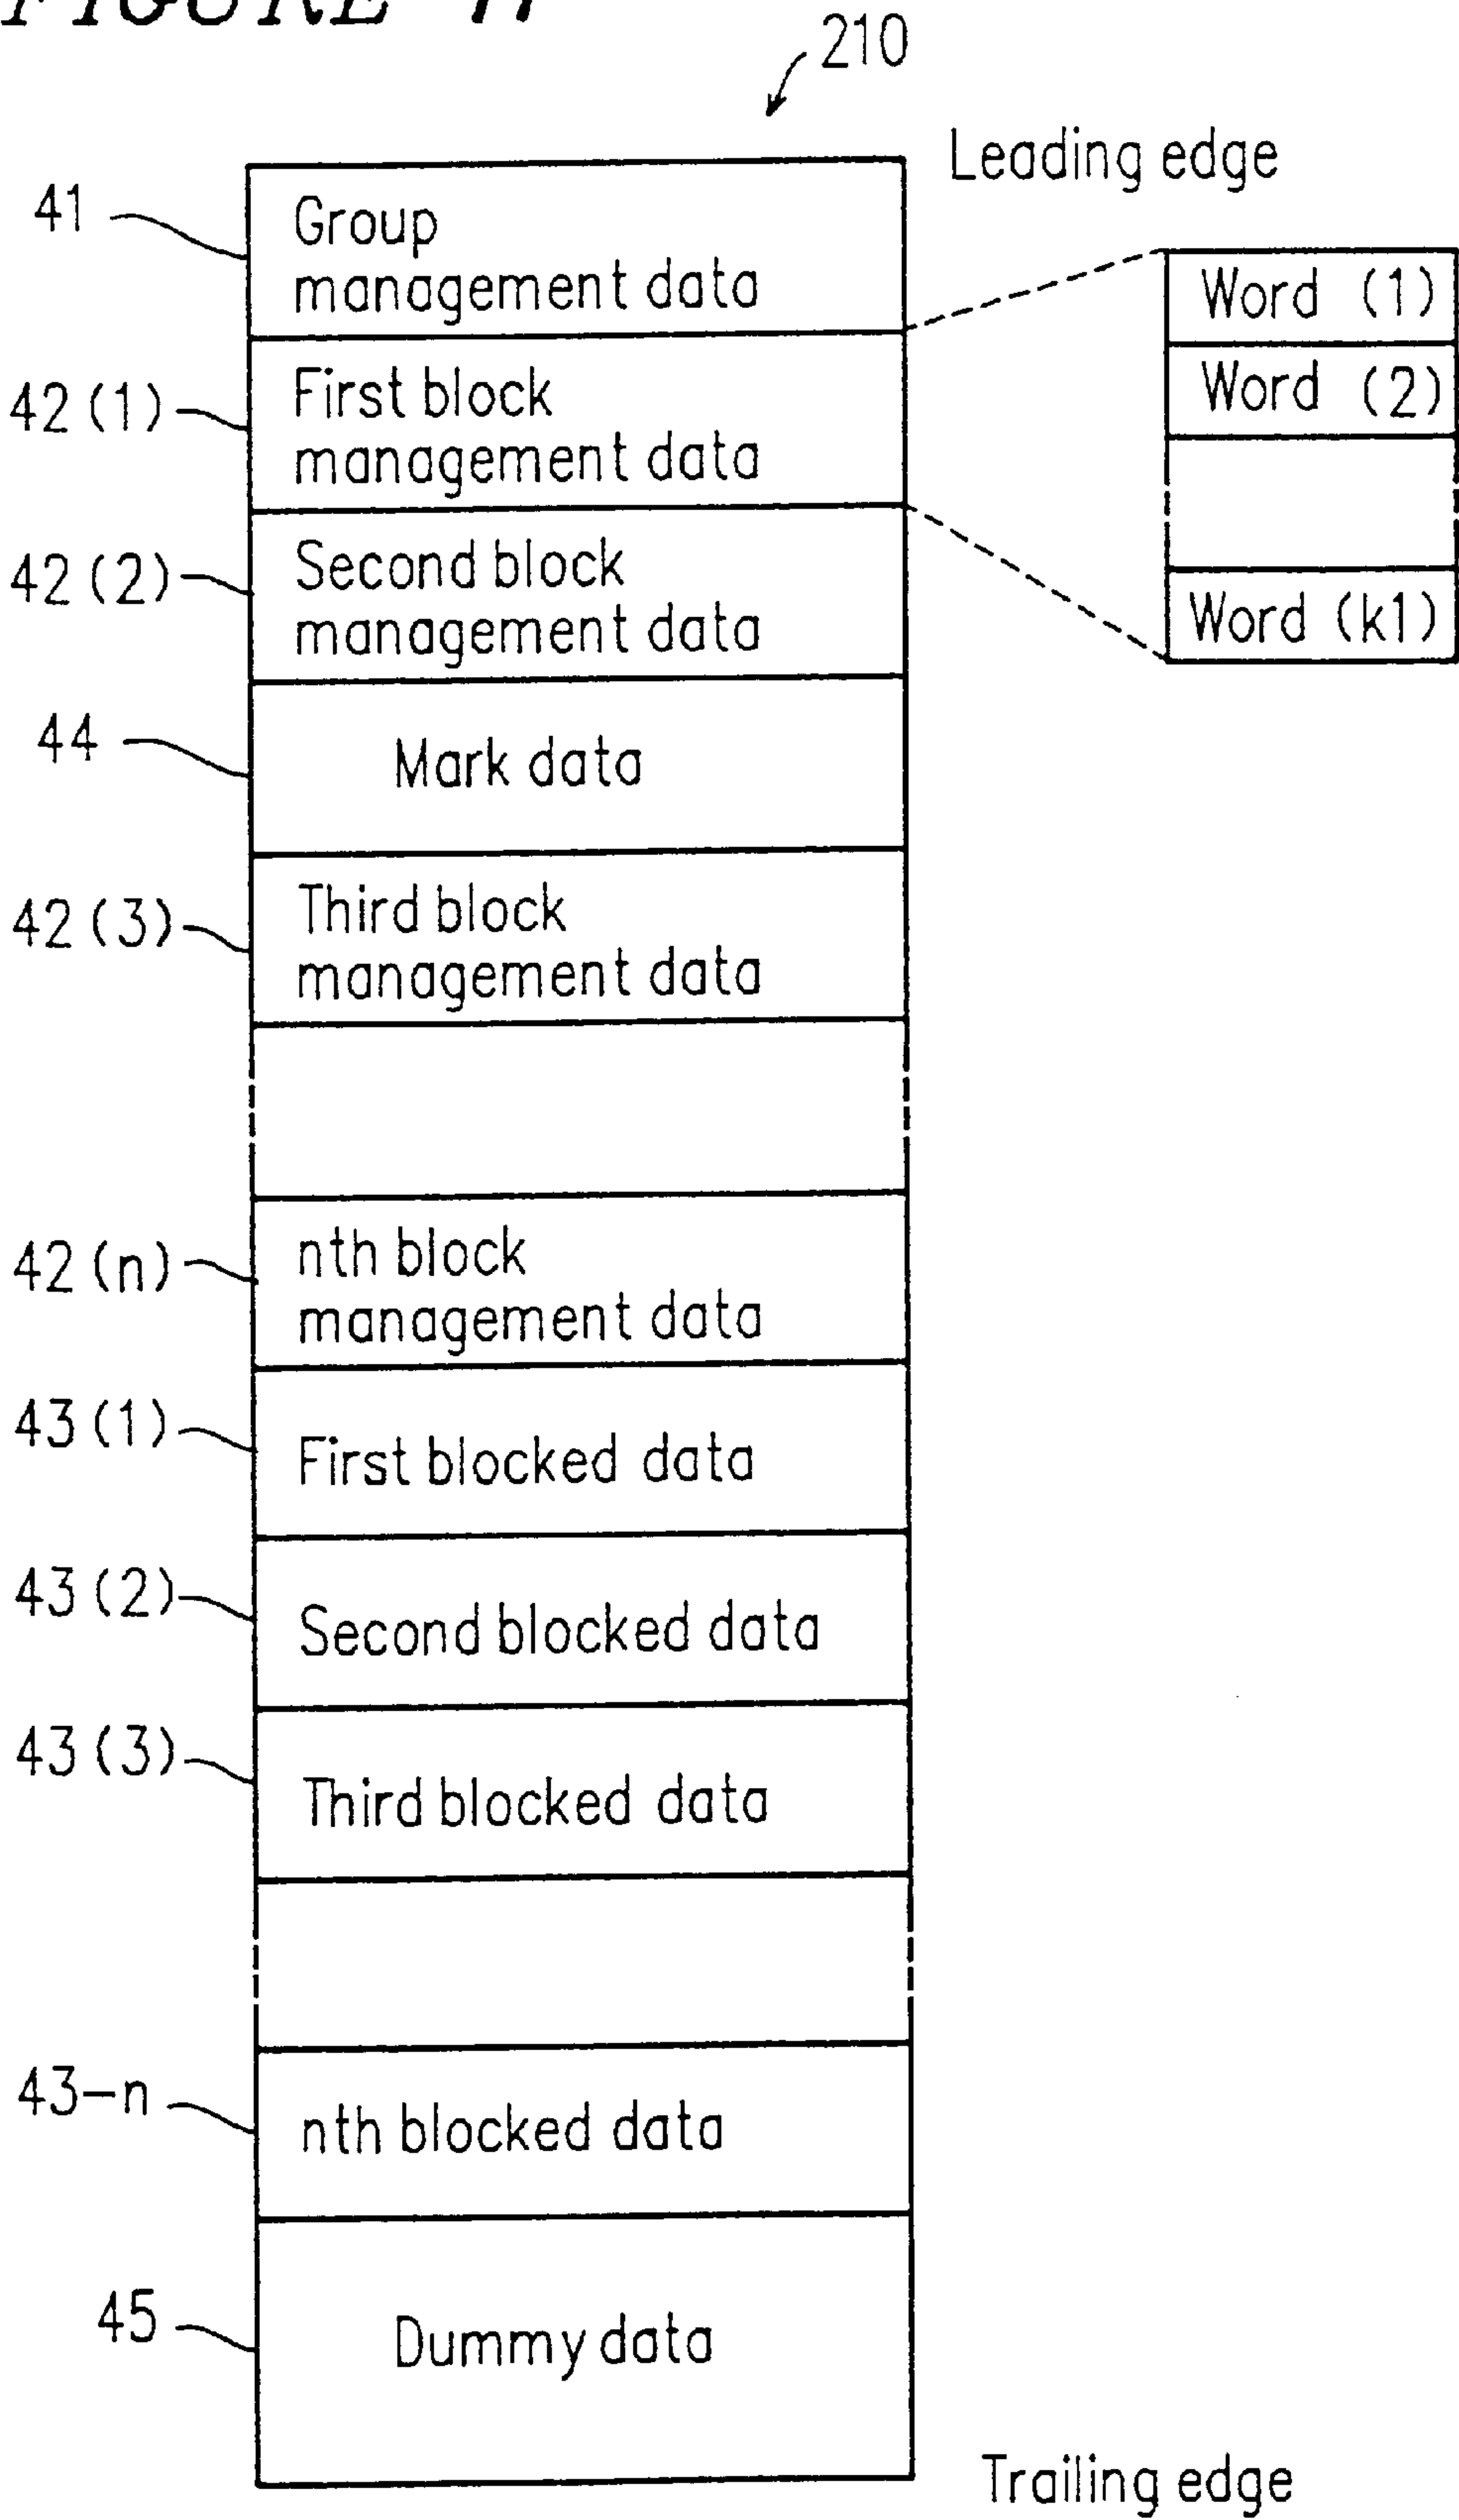 FIGURE
210
Leading edge
41
Group
management data
Word (1)
Word (2)
Word (k1)
42(1)
First block
management data
42(2)
Second block
management data
44
Mark data
42(3)
Third block
management data
42(n)
nth block
management data
43(1)
First blocked data
43(2)
Second blocked data
43(3)
Third blocked data
43-n
nth blocked data
45
Dummy data
Trailing edge